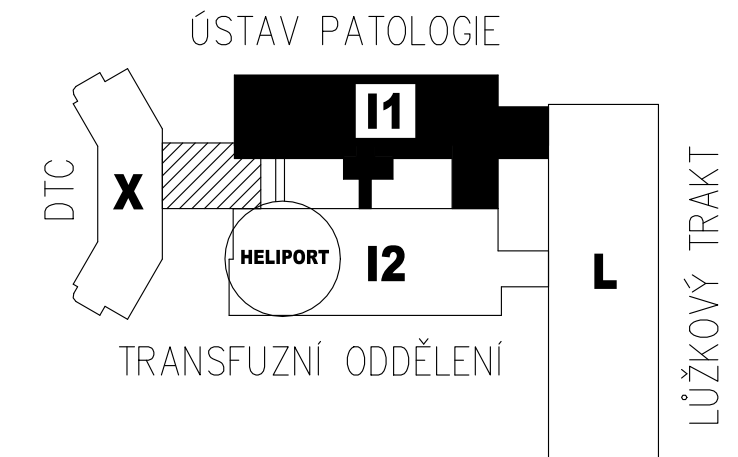 ÚSTAV PATOLOGIE
I1
DTC
X
HELIPORT
I2
L
LŮŽKOVÝ TRAKT
TRANSFUZNÍ ODDĚLENÍ